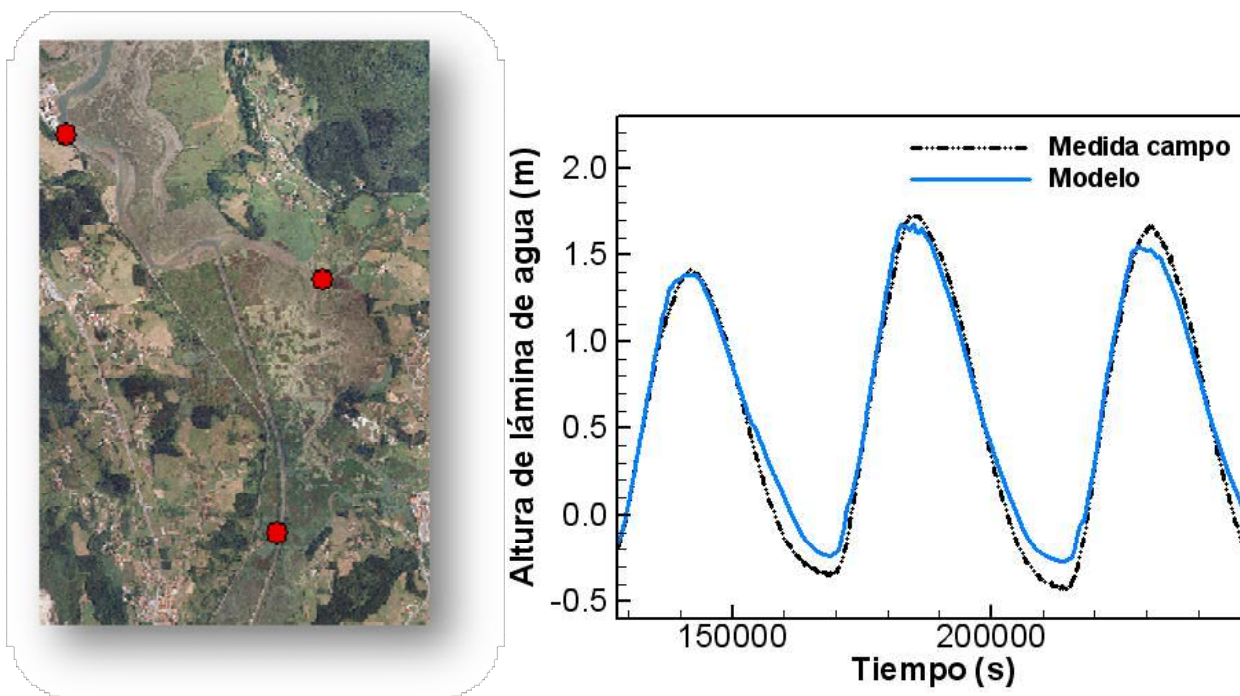 Medida campo
Modelo
Altura de lámina de agua (m)
2.0
1.5
1.0
0.5
0.0
-0.5
150000
200000
Tiempo (s)